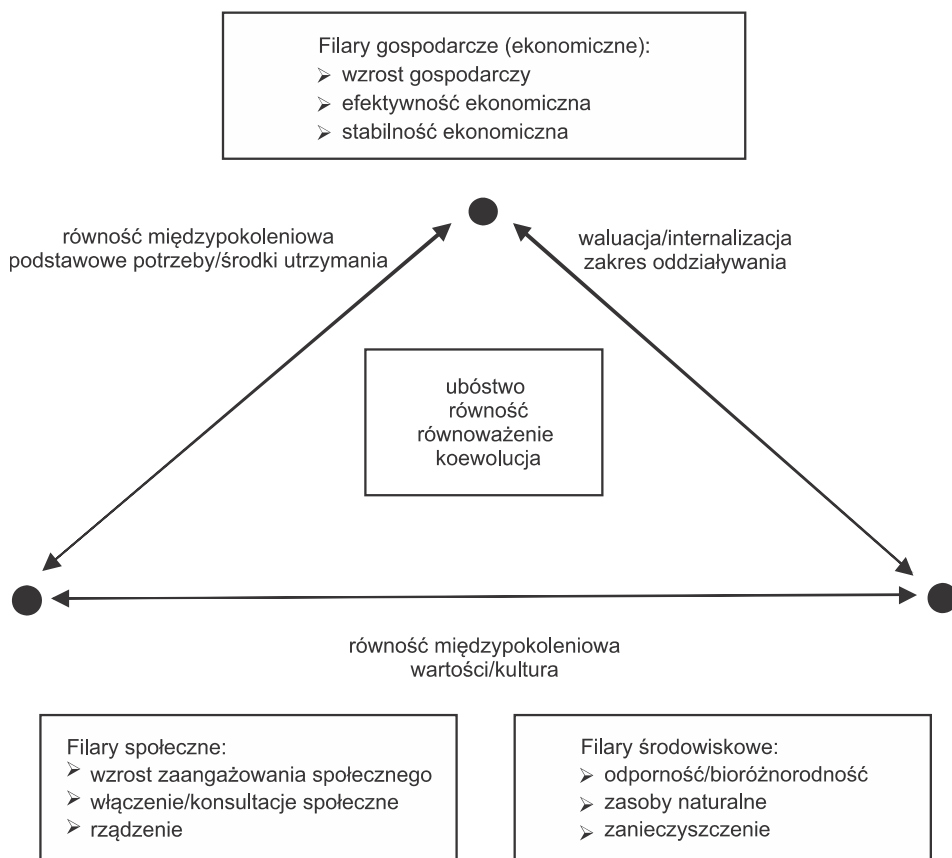 Filary gospodarcze (ekonomiczne):
➢ wzrost gospodarczy
➢ efektywność ekonomiczna
➢ stabilność ekonomiczna
równość międzypokoleniowa
podstawowe potrzeby/środki utrzymania
waluacja/internalizacja
zakres oddziaływania
ubóstwo
równość
równoważenie
koewolucja
równość międzypokoleniowa
wartości/kultura
Filary społeczne:
➢ wzrost zaangażowania społecznego
➢ włączenie/konsultacje społeczne
➢ rządzenie
Filary środowiskowe:
➢ odporność/bioróżnorodność
➢ zasoby naturalne
➢ zanieczyszczenie